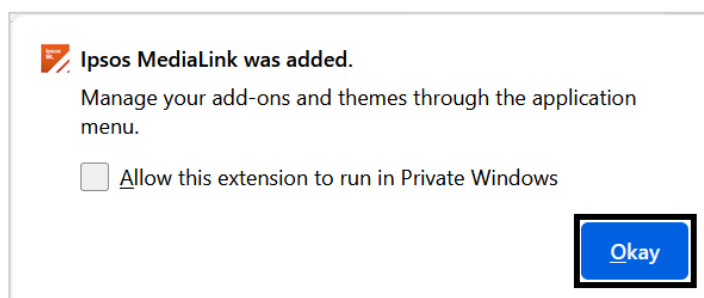 Ipsos MediaLink was added.
Manage your add-ons and themes through the application
menu.
Allow this extension to run in Private Windows
Okay